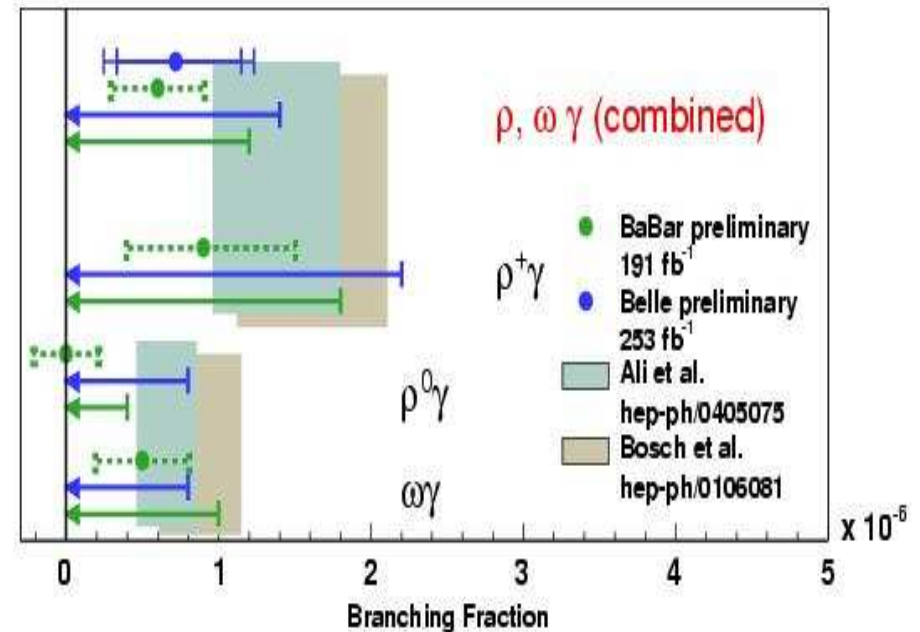 ρ, ω γ (combined)
BaBar preliminary
191 fb⁻¹
ρ⁺γ
Belle preliminary
253 fb⁻¹
Ali et al.
hep-ph/0405075
ρ⁰γ
Bosch et al.
hep-ph/0106081
ωγ
x 10⁻⁶
0 1 2 3 4 5
Branching Fraction